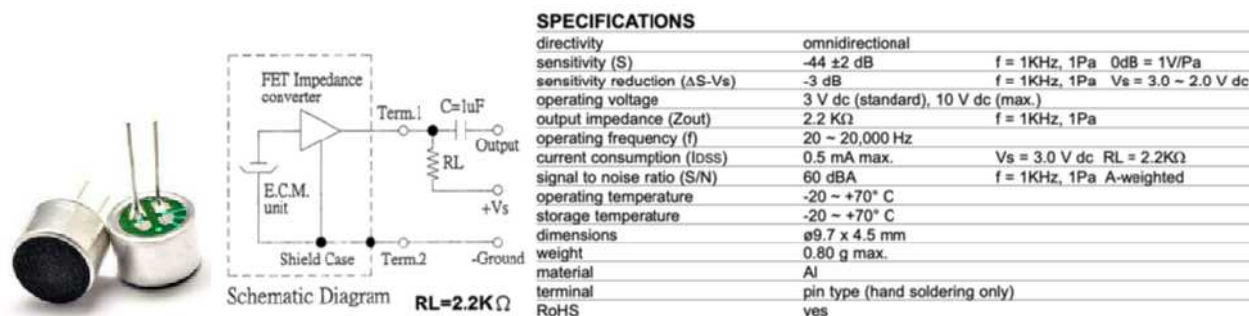 FET Impedance
converter
Term.1
C=1uF
Output
RL
E.C.M.
unit
+Vs
Shield Case
Term.2
-Ground
Schematic Diagram
RL=2.2KΩ
SPECIFICATIONS
directivity omnidirectional
sensitivity (S) -44 ±2 dB f = 1KHz, 1Pa 0dB = 1V/Pa
sensitivity reduction (ΔS-Vs) -3 dB f = 1KHz, 1Pa Vs = 3.0 ~ 2.0 V dc
operating voltage 3 V dc (standard), 10 V dc (max.)
output impedance (Zout) 2.2 KΩ f = 1KHz, 1Pa
operating frequency (f) 20 ~ 20,000 Hz
current consumption (IDSS) 0.5 mA max. Vs = 3.0 V dc RL = 2.2KΩ
signal to noise ratio (S/N) 60 dBA f = 1KHz, 1Pa A-weighted
operating temperature -20 ~ +70° C
storage temperature -20 ~ +70° C
dimensions ø9.7 x 4.5 mm
weight 0.80 g max.
material Al
terminal pin type (hand soldering only)
RoHS yes